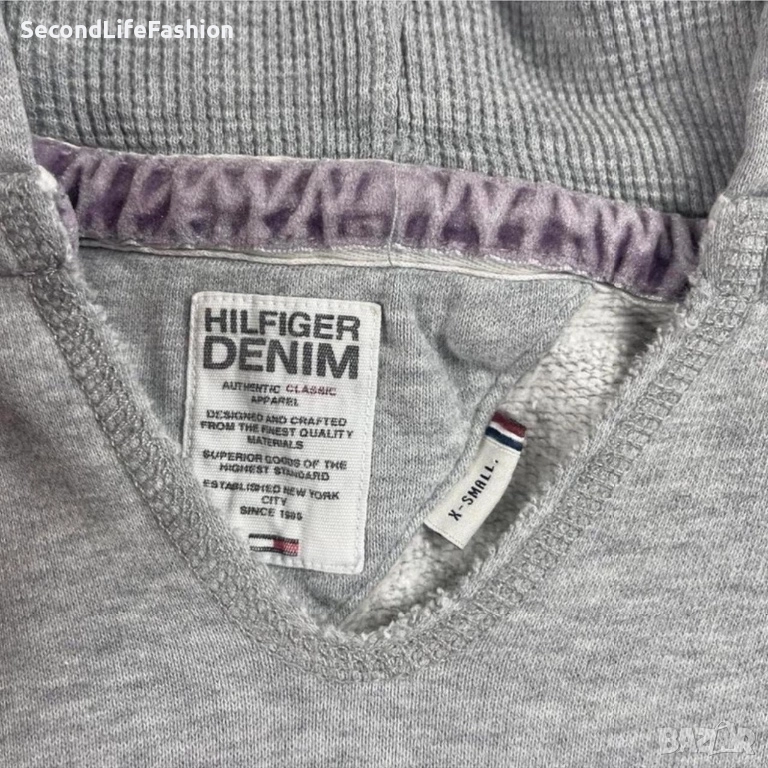 SecondLifeFashion
HILFIGER
DENIM
AUTHENTIC CLASSIC
APPAREL
DESIGNED AND CRAFTED
FROM THE FINEST QUALITY
MATERIALS
SUPERIOR GOODS OF THE
HIGHEST STANDARD
ESTABLISHED NEW YORK
CITY
SINCE 1985
X-SMALL.
BAZAR